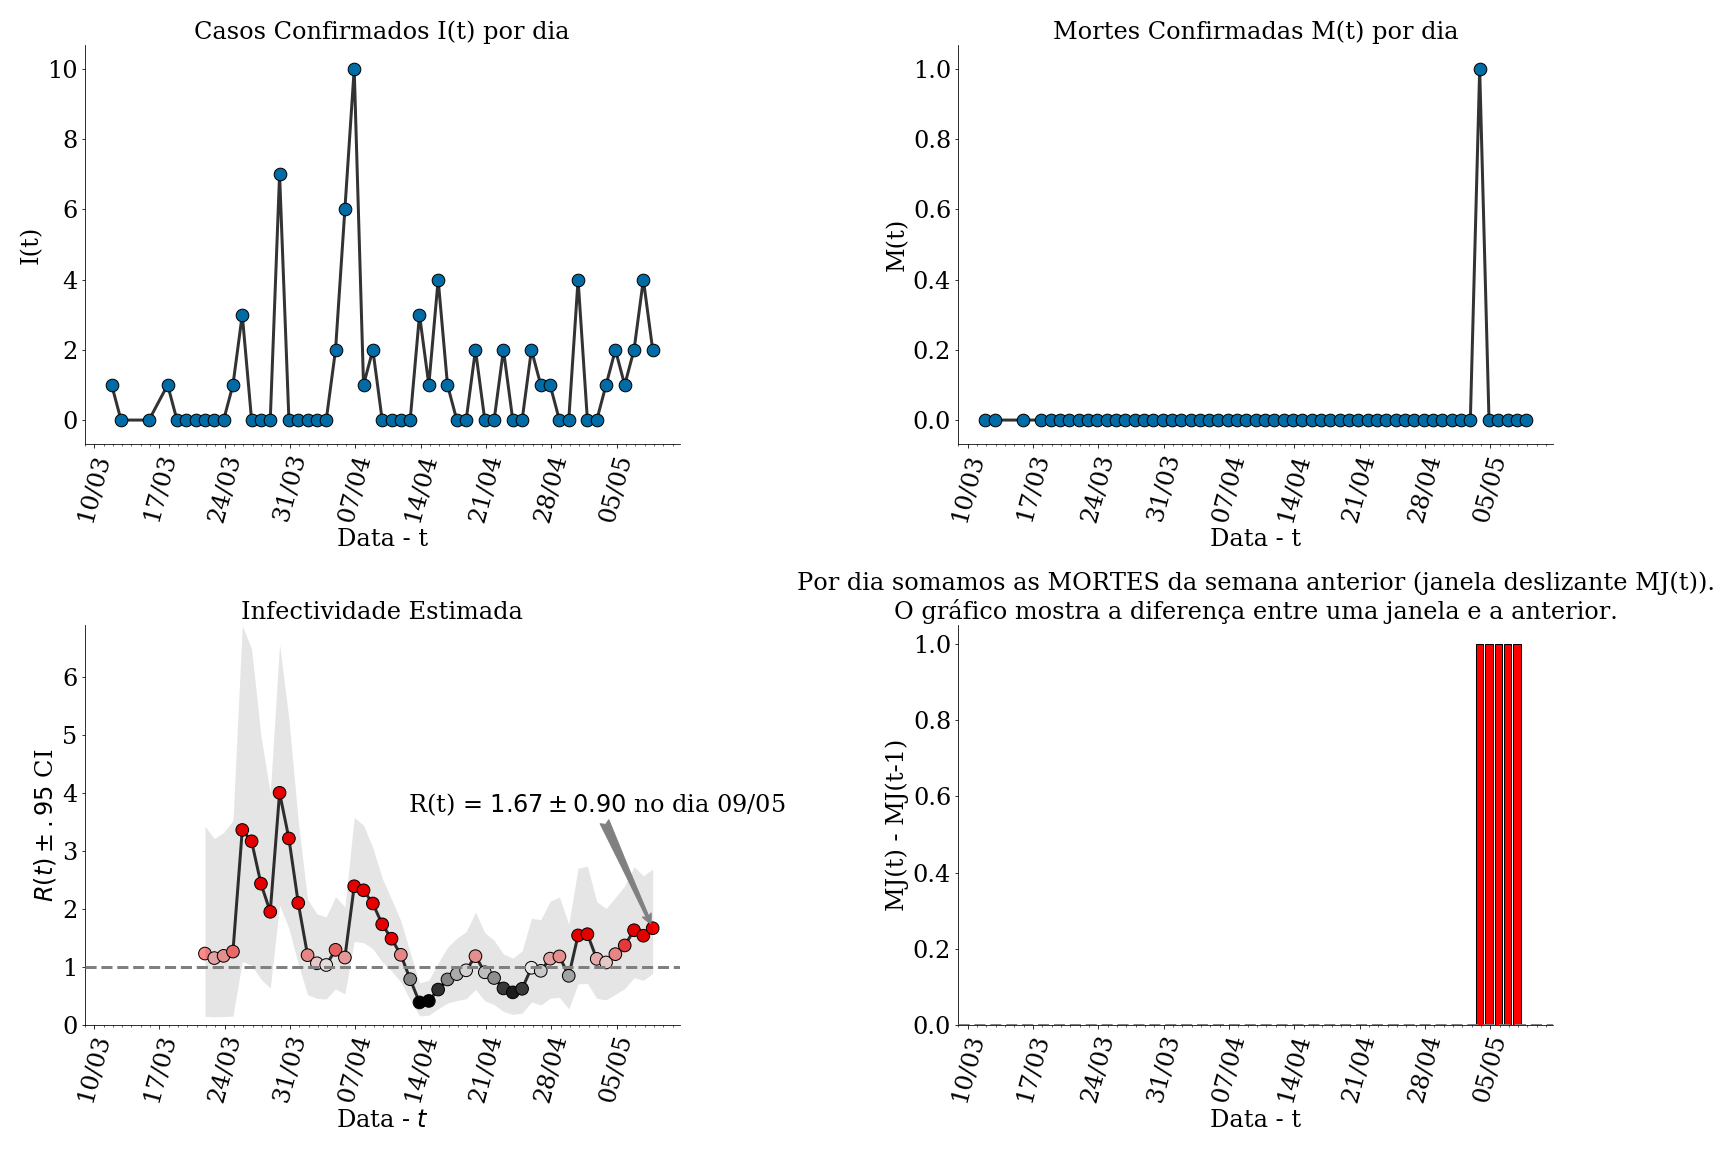 Casos Confirmados I(t) por dia
I(t)
10
8
6
4
2
0
10/03 17/03 24/03 31/03 07/04 14/04 21/04 28/04 05/05
Data - t
Mortes Confirmadas M(t) por dia
M(t)
1.0
0.8
0.6
0.4
0.2
0.0
10/03 17/03 24/03 31/03 07/04 14/04 21/04 28/04 05/05
Data - t
Infectividade Estimada
R(t) ± .95 CI
6
5
4
3
2
1
0
R(t) = 1.67 ± 0.90 no dia 09/05
10/03 17/03 24/03 31/03 07/04 14/04 21/04 28/04 05/05
Data - t
Por dia somamos as MORTES da semana anterior (janela deslizante MJ(t)).
O gráfico mostra a diferença entre uma janela e a anterior.
MJ(t) - MJ(t-1)
1.0
0.8
0.6
0.4
0.2
0.0
10/03 17/03 24/03 31/03 07/04 14/04 21/04 28/04 05/05
Data - t